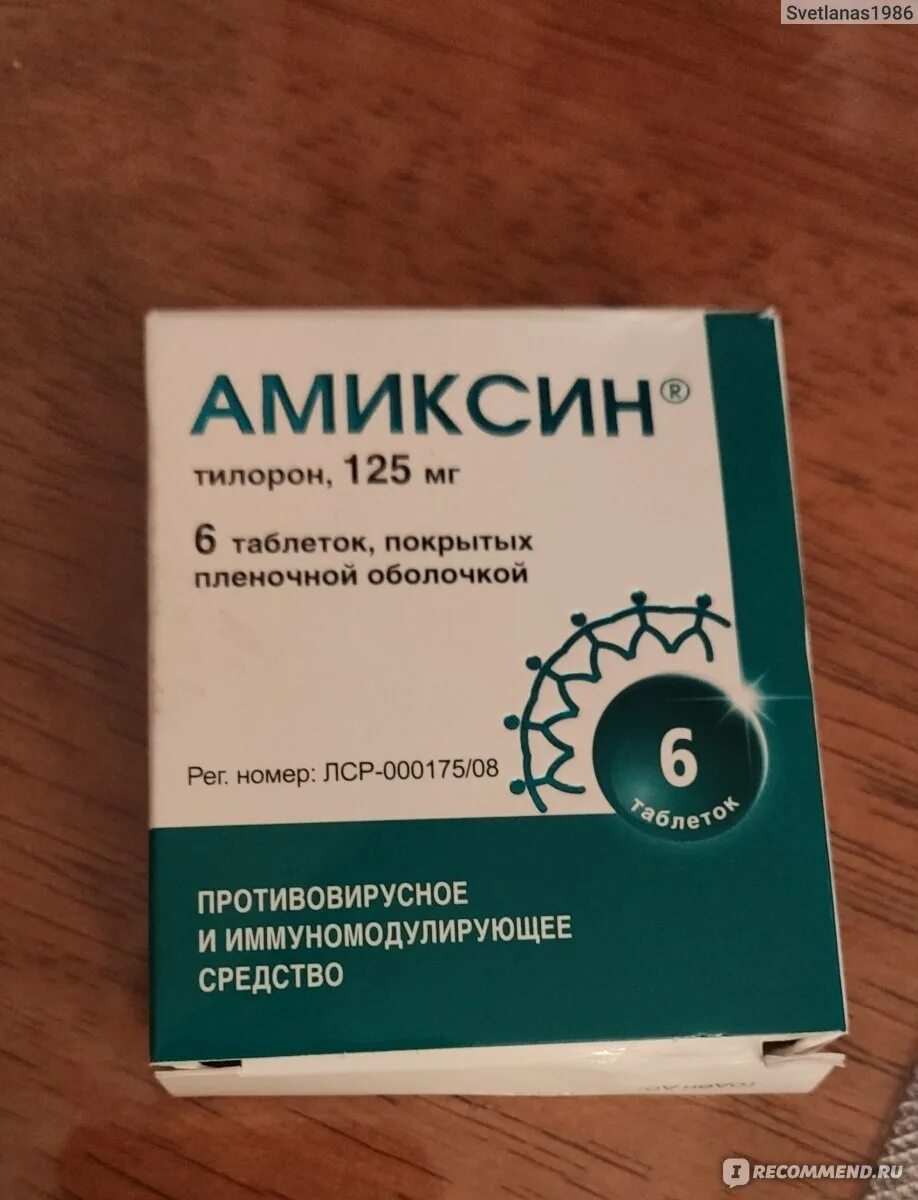 Svetlanas1986
АМИКСИН®
тилорон, 125 мг
6 таблеток, покрытых
пленочной оболочкой
Рег. номер: ЛСР-000175/08
6
таблеток
ПРОТИВОВИРУСНОЕ
И ИММУНОМОДУЛИРУЮЩЕЕ
СРЕДСТВО
IRECOMMEND.RU